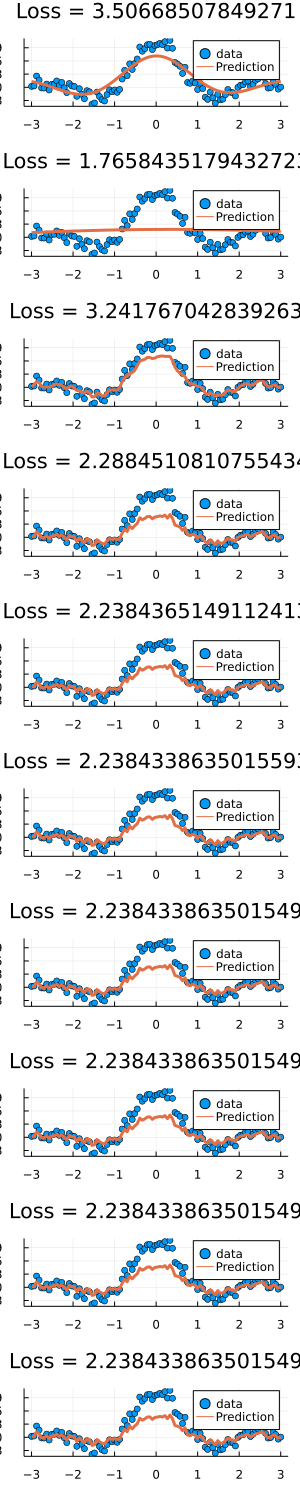 Loss = 3.50668507849271
data
Prediction
−3 −2 −1 0 1 2 3
Loss = 1.765843517943272
data
Prediction
−3 −2 −1 0 1 2 3
Loss = 3.241767042839263
data
Prediction
−3 −2 −1 0 1 2 3
Loss = 2.288451081075543
data
Prediction
−3 −2 −1 0 1 2 3
Loss = 2.238436514911241
data
Prediction
−3 −2 −1 0 1 2 3
Loss = 2.238433863501559
data
Prediction
−3 −2 −1 0 1 2 3
Loss = 2.238433863501549
data
Prediction
−3 −2 −1 0 1 2 3
Loss = 2.238433863501549
data
Prediction
−3 −2 −1 0 1 2 3
Loss = 2.238433863501549
data
Prediction
−3 −2 −1 0 1 2 3
Loss = 2.238433863501549
data
Prediction
−3 −2 −1 0 1 2 3